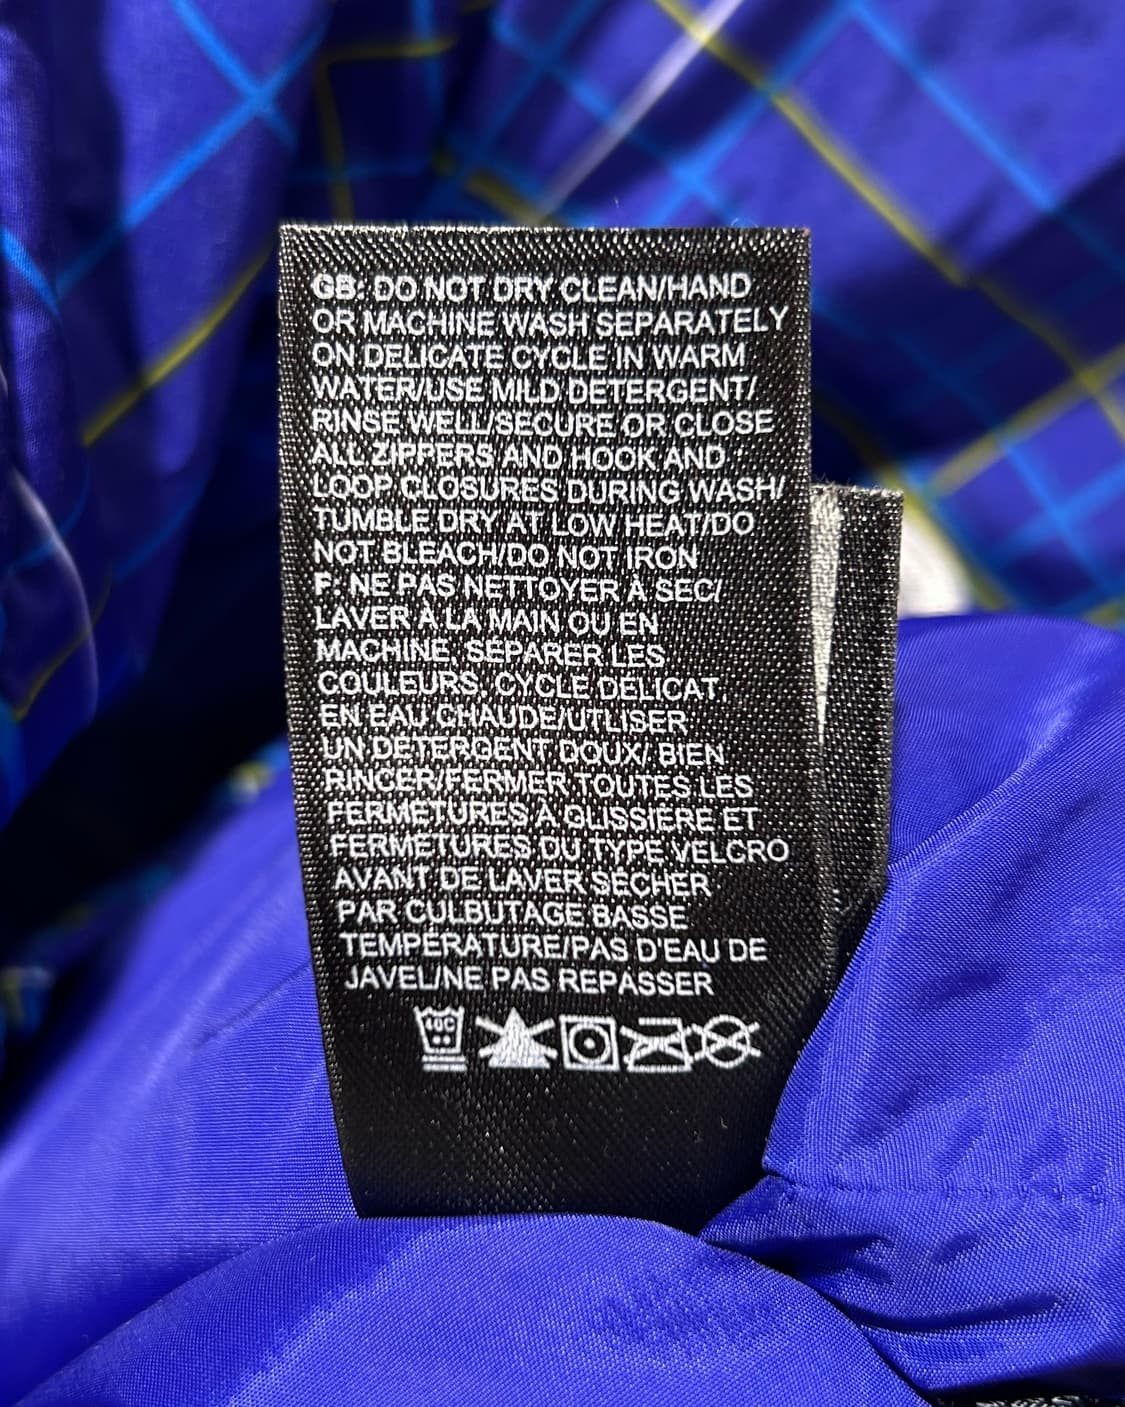 GB: DO NOT DRY CLEAN/HAND
OR MACHINE WASH SEPARATELY
ON DELICATE CYCLE IN WARM
WATER/USE MILD DETERGENT/
RINSE WELL/SECURE OR CLOSE
ALL ZIPPERS AND HOOK AND
LOOP CLOSURES DURING WASH/
TUMBLE DRY AT LOW HEAT/DO
NOT BLEACH/DO NOT IRON
F: NE PAS NETTOYER À SEC/
LAVER À LA MAIN OU EN
MACHINE, SÉPARER LES
COULEURS, CYCLE DÉLICAT,
EN EAU CHAUDE/UTLISER
UN DÉTERGENT DOUX/ BIEN
RINCER/FERMER TOUTES LES
FERMETURES À GLISSIÈRE ET
FERMETURES DU TYPE VELCRO
AVANT DE LAVER SÉCHER
PAR CULBUTAGE BASSE
TEMPÉRATURE/PAS D'EAU DE
JAVEL/NE PAS REPASSER